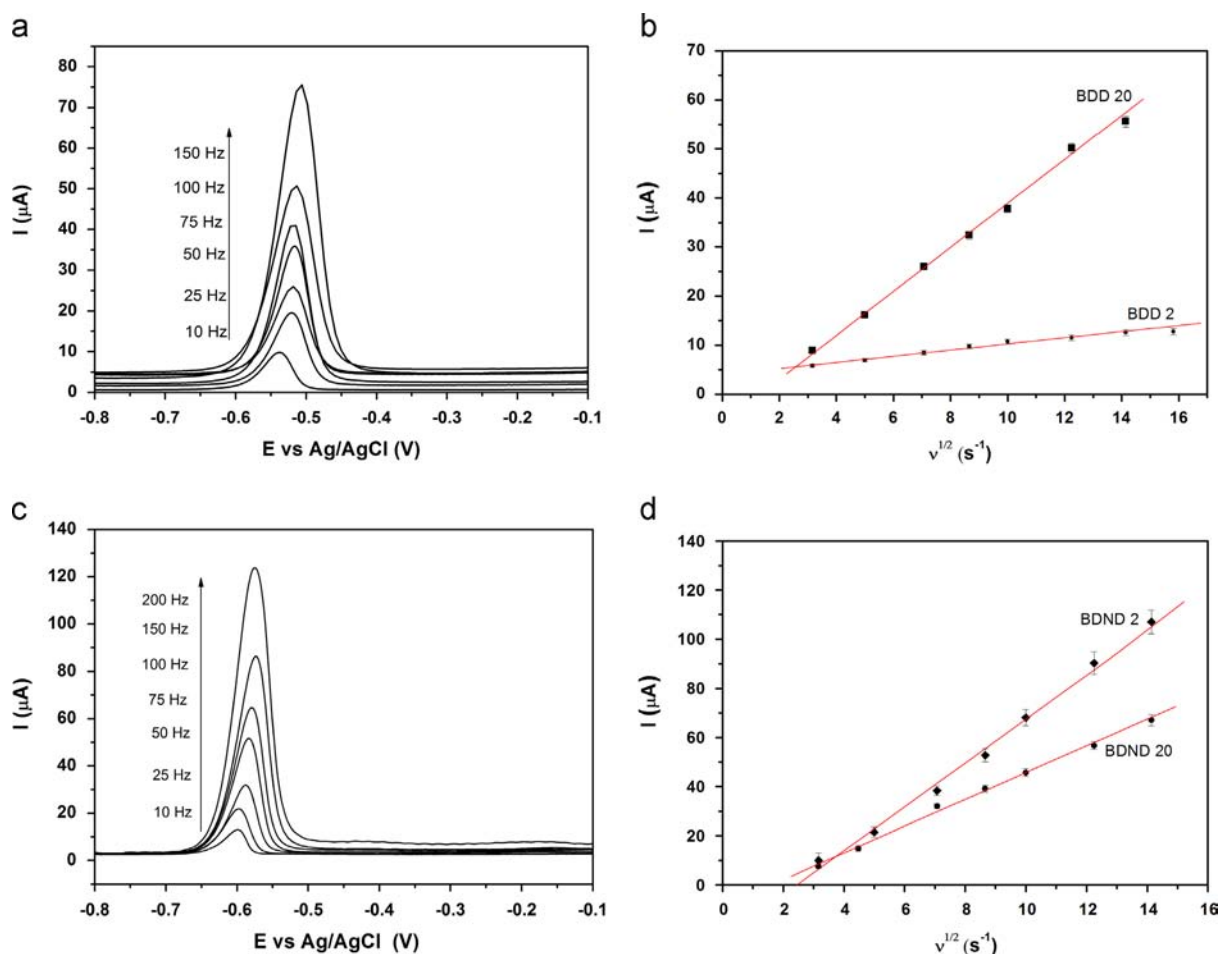 a
80
70
60
50
40
30
20
10
0
I (μA)
150 Hz
100 Hz
75 Hz
50 Hz
25 Hz
10 Hz
-0.8 -0.7 -0.6 -0.5 -0.4 -0.3 -0.2 -0.1
E vs Ag/AgCl (V)
b
70
60
50
40
30
20
10
0
I (μA)
BDD 20
BDD 2
0 2 4 6 8 10 12 14 16
ν1/2 (s-1)
c
140
120
100
80
60
40
20
0
I (μA)
200 Hz
150 Hz
100 Hz
75 Hz
50 Hz
25 Hz
10 Hz
-0.8 -0.7 -0.6 -0.5 -0.4 -0.3 -0.2 -0.1
E vs Ag/AgCl (V)
d
140
120
100
80
60
40
20
0
I (μA)
BDND 2
BDND 20
0 2 4 6 8 10 12 14 16
ν1/2 (s-1)